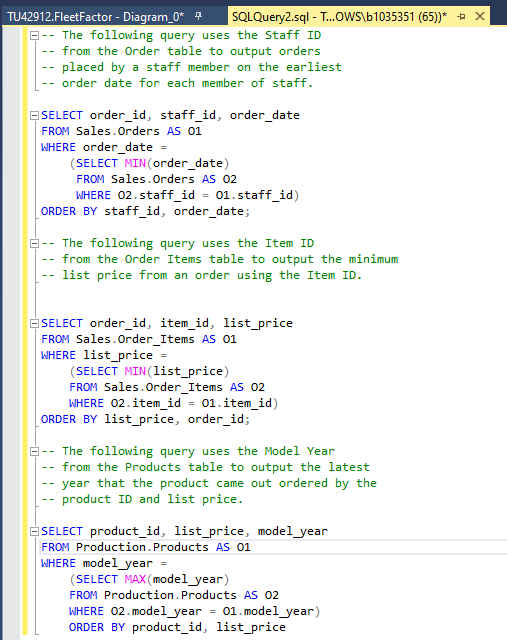 TU42912.FleetFactor - Diagram_0* SQLQuery2.sql - T...OWS\b1035351 (65))*
-- The following query uses the Staff ID
-- from the Order table to output orders
-- placed by a staff member on the earliest
-- order date for each member of staff.
SELECT order_id, staff_id, order_date
FROM Sales.Orders AS O1
WHERE order_date =
(SELECT MIN(order_date)
FROM Sales.Orders AS O2
WHERE O2.staff_id = O1.staff_id)
ORDER BY staff_id, order_date;
-- The following query uses the Item ID
-- from the Order Items table to output the minimum
-- list price from an order using the Item ID.
SELECT order_id, item_id, list_price
FROM Sales.Order_Items AS O1
WHERE list_price =
(SELECT MIN(list_price)
FROM Sales.Order_Items AS O2
WHERE O2.item_id = O1.item_id)
ORDER BY list_price, order_id;
-- The following query uses the Model Year
-- from the Products table to output the latest
-- year that the product came out ordered by the
-- product ID and list price.
SELECT product_id, list_price, model_year
FROM Production.Products AS O1
WHERE model_year =
(SELECT MAX(model_year)
FROM Production.Products AS O2
WHERE O2.model_year = O1.model_year)
ORDER BY product_id, list_price